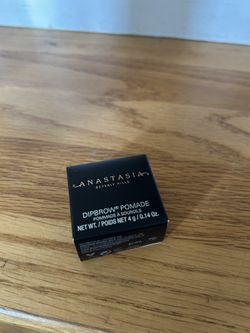 ANASTASIA
BEVERLY HILLS
DIPBROW® POMADE
POMMADE À SOURCILS
NET WT. / POIDS NET 4 g / 0.14 Oz.